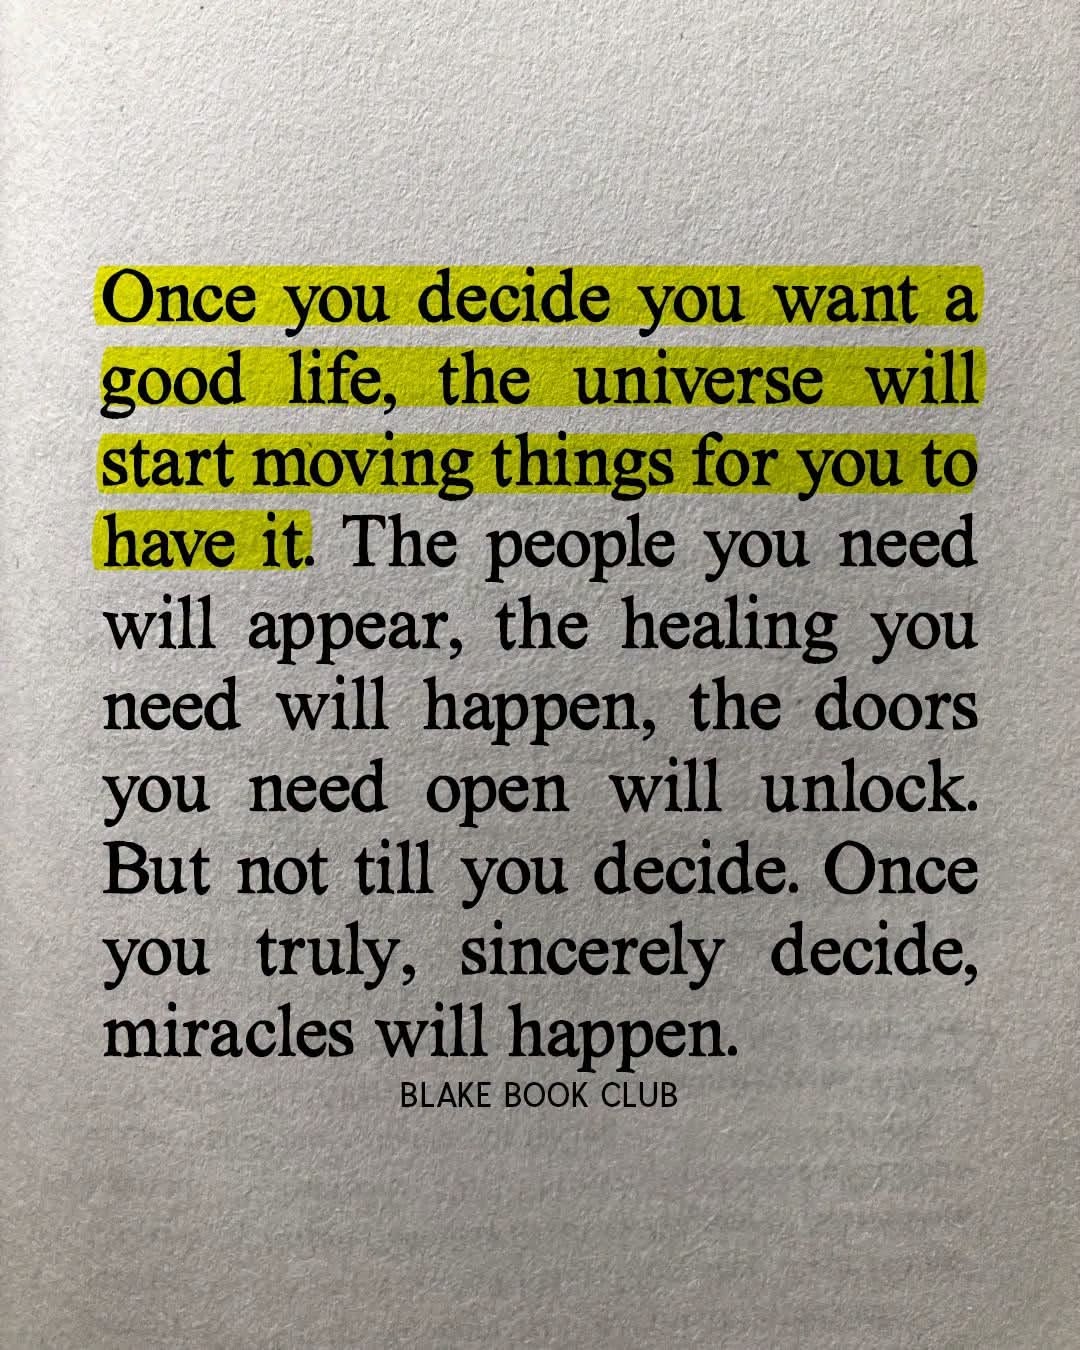 Once you decide you want a
good life, the universe will
start moving things for you to
have it. The people you need
will appear, the healing you
need will happen, the doors
you need open will unlock.
But not till you decide. Once
you truly, sincerely decide,
miracles will happen.
BLAKE BOOK CLUB